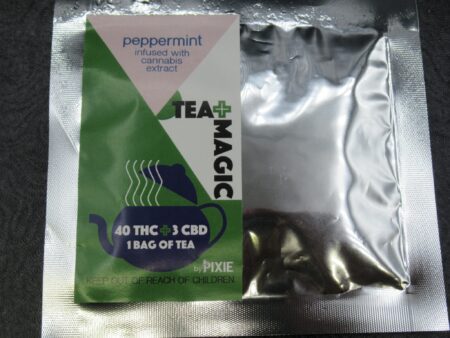 peppermint
infused with
cannabis
extract
TEA+
MAGIC
40 THC + 3 CBD
1 BAG OF TEA
by PIXIE
KEEP OUT OF REACH OF CHILDREN